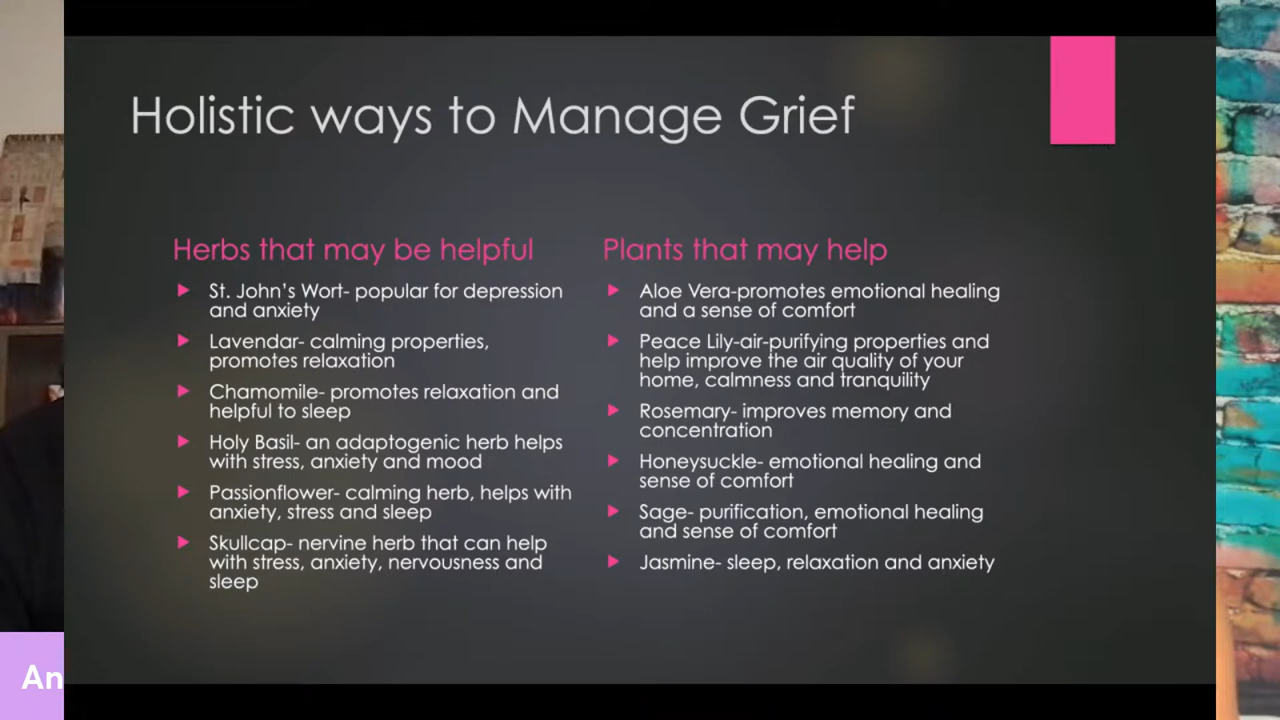 Holistic ways to Manage Grief
Herbs that may be helpful
St. John's Wort- popular for depression
and anxiety
Lavendar- calming properties,
promotes relaxation
Chamomile- promotes relaxation and
helpful to sleep
Holy Basil- an adaptogenic herb helps
with stress, anxiety and mood
Passionflower- calming herb, helps with
anxiety, stress and sleep
Skullcap- nervine herb that can help
with stress, anxiety, nervousness and
sleep
Plants that may help
Aloe Vera-promotes emotional healing
and a sense of comfort
Peace Lily-air-purifying properties and
help improve the air quality of your
home, calmness and tranquility
Rosemary- improves memory and
concentration
Honeysuckle- emotional healing and
sense of comfort
Sage- purification, emotional healing
and sense of comfort
Jasmine- sleep, relaxation and anxiety
An